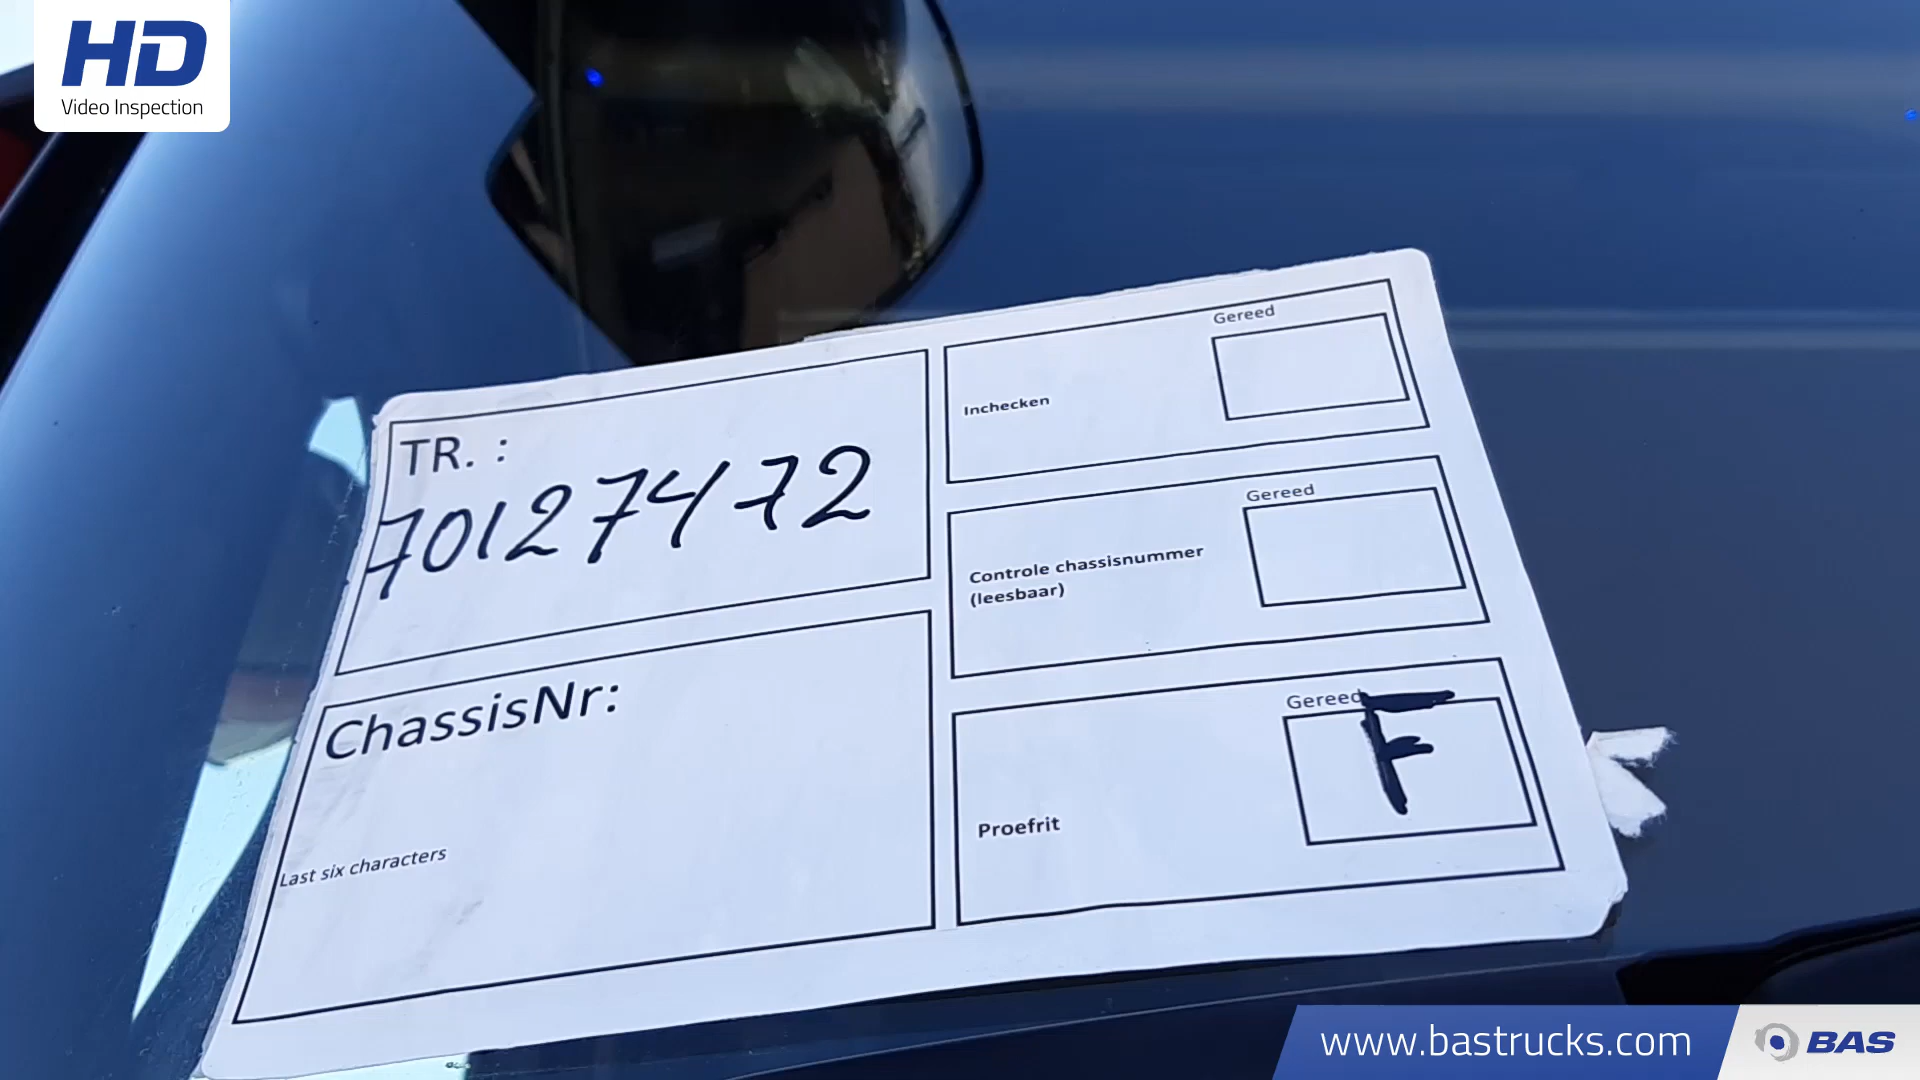 HD
Video Inspection
TR. :
70127472
ChassisNr:
Last six characters
Gereed
Inchecken
Gereed
Controle chassisnummer
(leesbaar)
Gereed
F
Proefrit
www.bastrucks.com
BAS